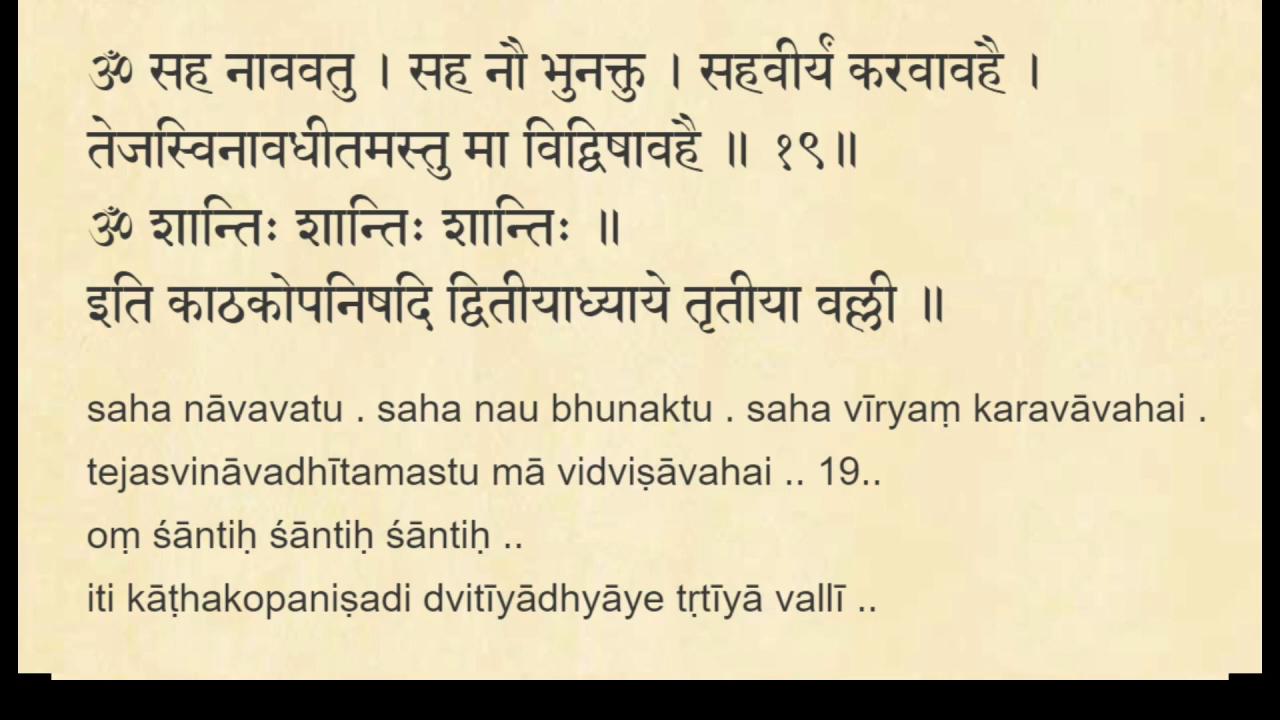 ॐ सह नाववतु । सह नौ भुनक्तु । सहवीर्यं करवावहै ।
तेजस्विनावधीतमस्तु मा विद्विषावहै ॥ १९॥
ॐ शान्तिः शान्तिः शान्तिः ॥
इति काठकोपनिषदि द्वितीयाध्याये तृतीया वल्ली ॥
saha nāvavatu . saha nau bhunaktu . saha vīryaṃ karavāvahai .
tejasvināvadhītamastu mā vidviṣāvahai .. 19..
oṃ śāntiḥ śāntiḥ śāntiḥ ..
iti kāṭhakopaniṣadi dvitīyādhyāye tṛtīyā vallī ..